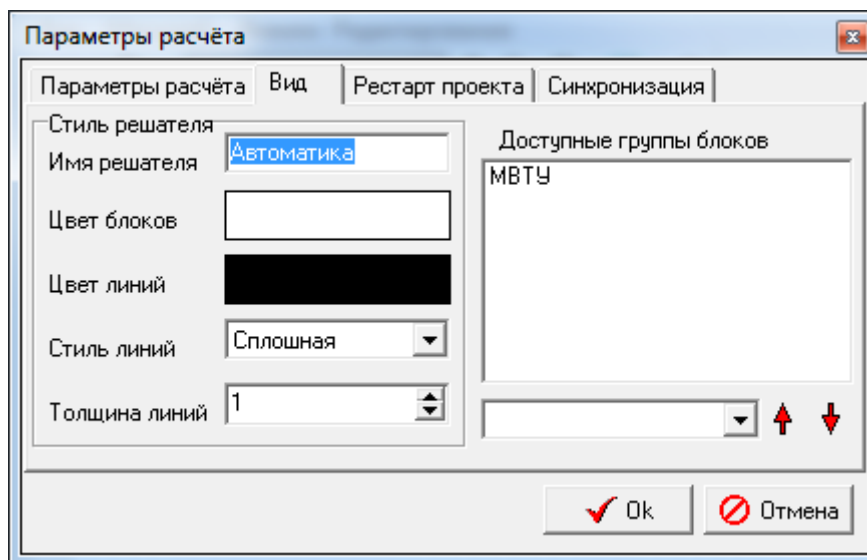 Параметры расчёта
Параметры расчёта Вид Рестарт проекта Синхронизация
Стиль решателя
Имя решателя Автоматика
Цвет блоков
Цвет линий
Стиль линий Сплошная
Толщина линий 1
Доступные группы блоков
МВТУ
Ok Отмена